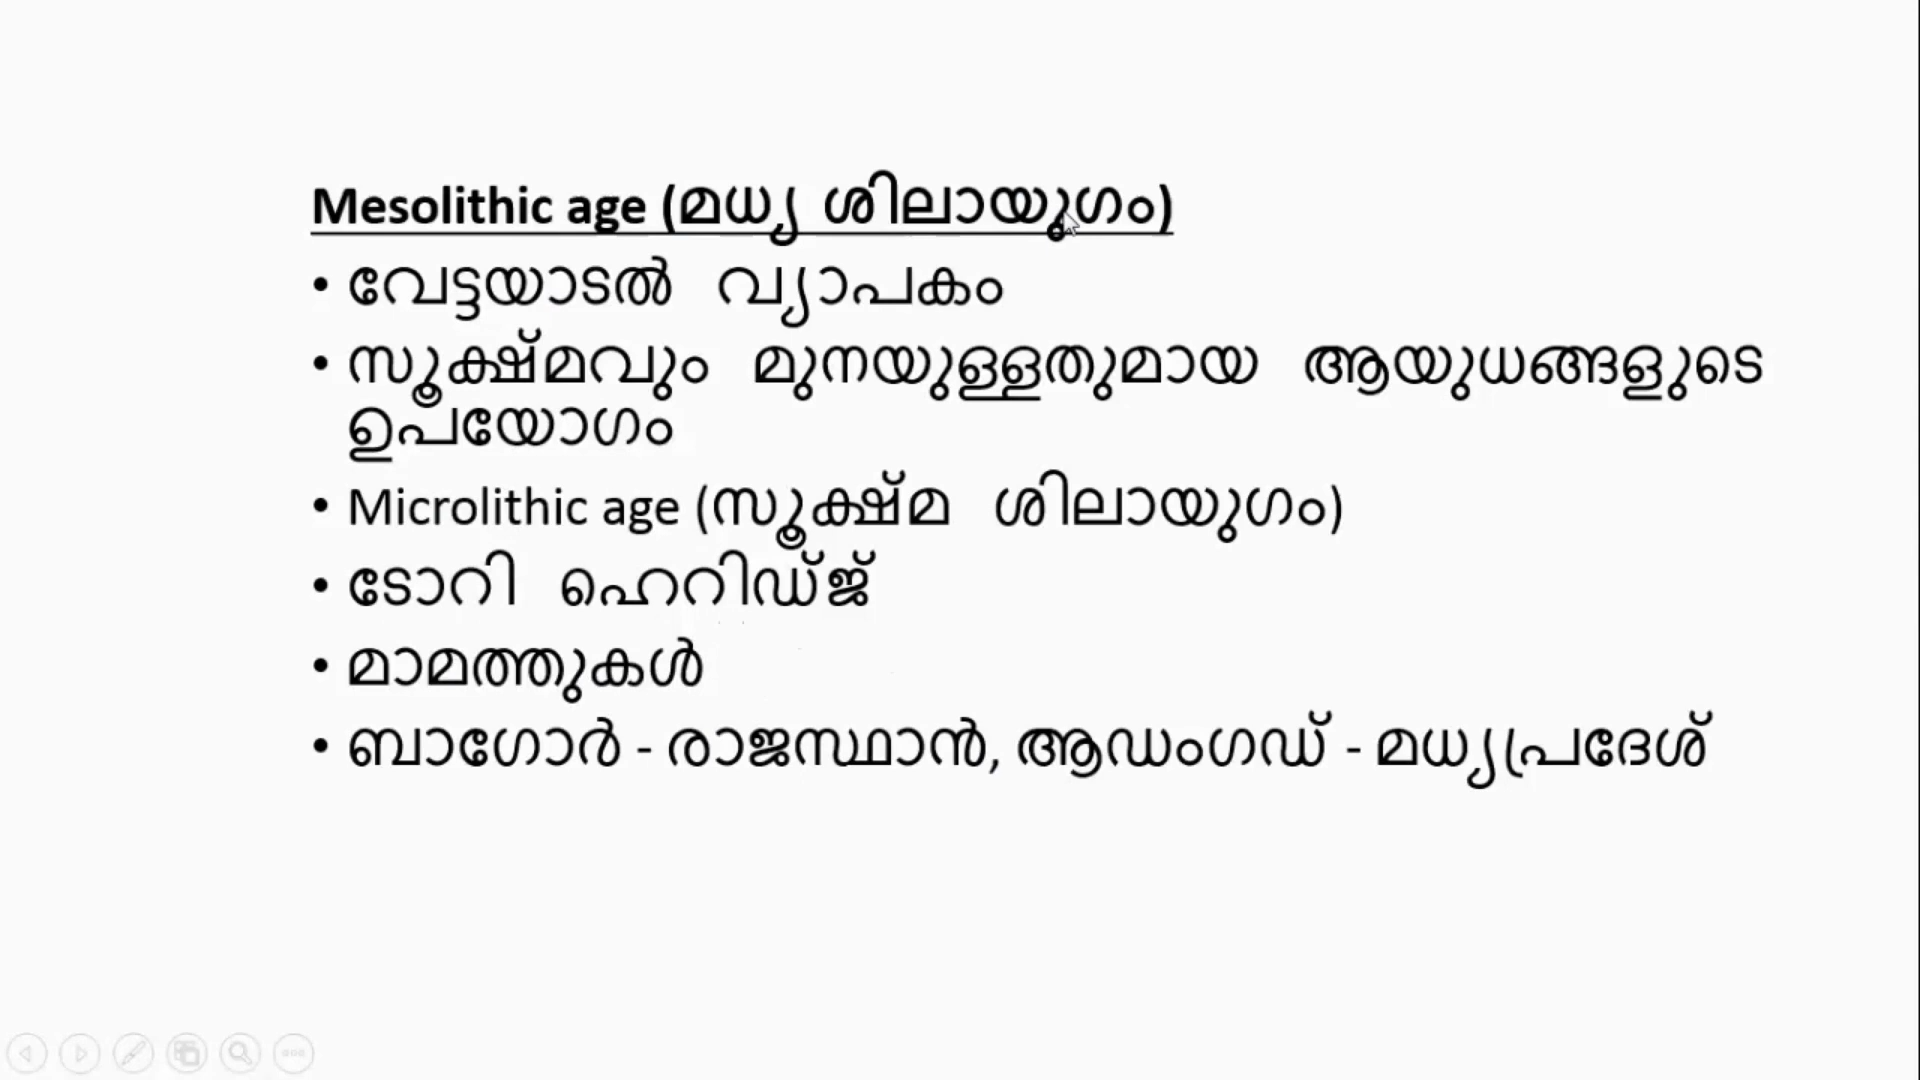 Mesolithic age (മധ്യ ശിലായുഗം)
• വേട്ടയാടൽ വ്യാപകം
• സൂക്ഷ്മവും മുനയുള്ളതുമായ ആയുധങ്ങളുടെ
ഉപയോഗം
• Microlithic age (സൂക്ഷ്മ ശിലായുഗം)
• ടോറി ഹെറിഡ്ജ്
• മാമത്തുകൾ
• ബാഗോർ - രാജസ്ഥാൻ, ആഡംഗഡ് - മധ്യപ്രദേശ്